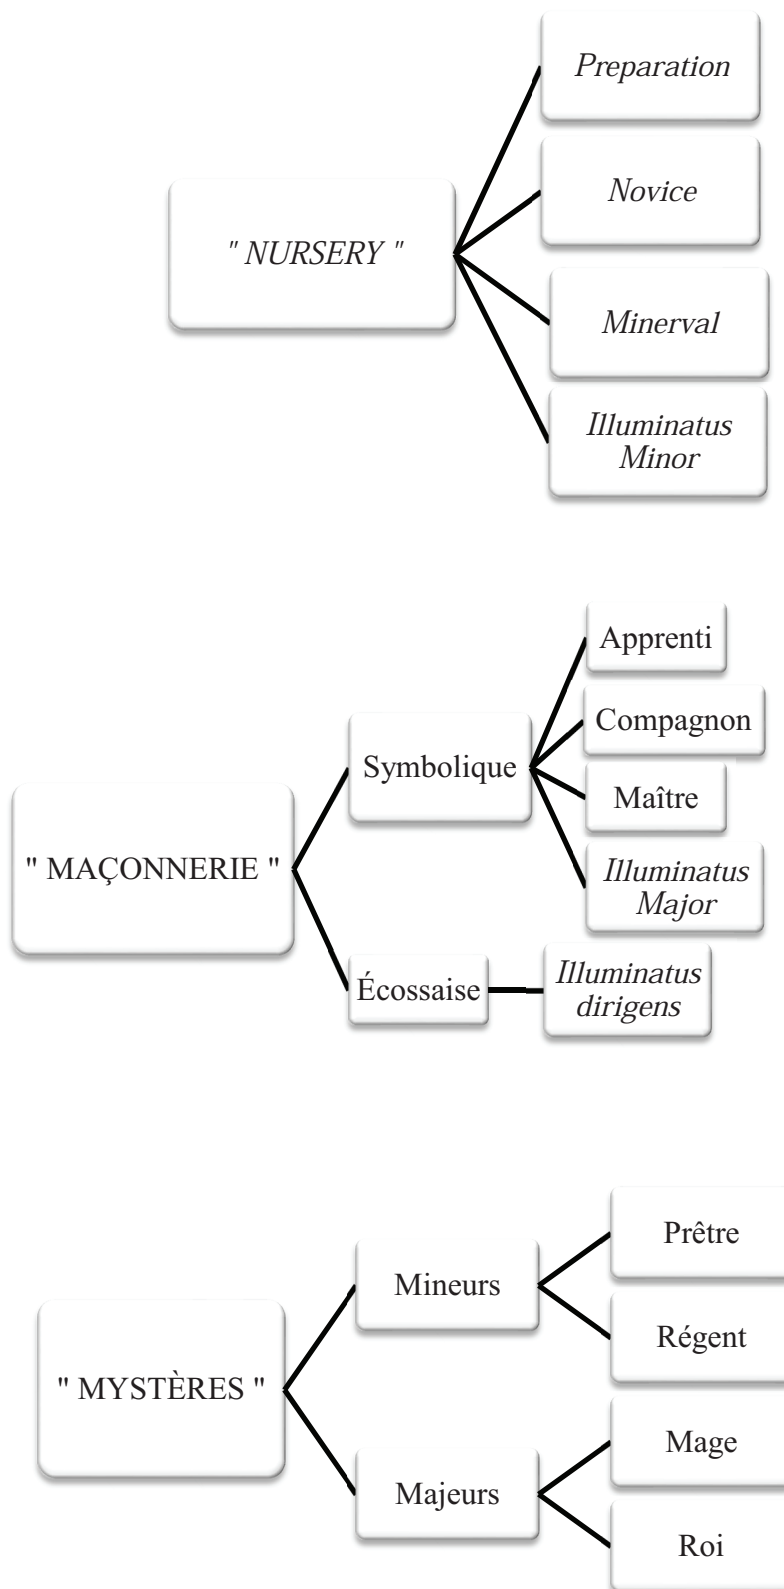 Preparation
" NURSERY "
Novice
Minerval
Illuminatus
Minor
" MAÇONNERIE "
Symbolique
Apprenti
Compagnon
Maître
Illuminatus
Major
Écossaise
Illuminatus
dirigens
" MYSTÈRES "
Mineurs
Prêtre
Régent
Majeurs
Mage
Roi